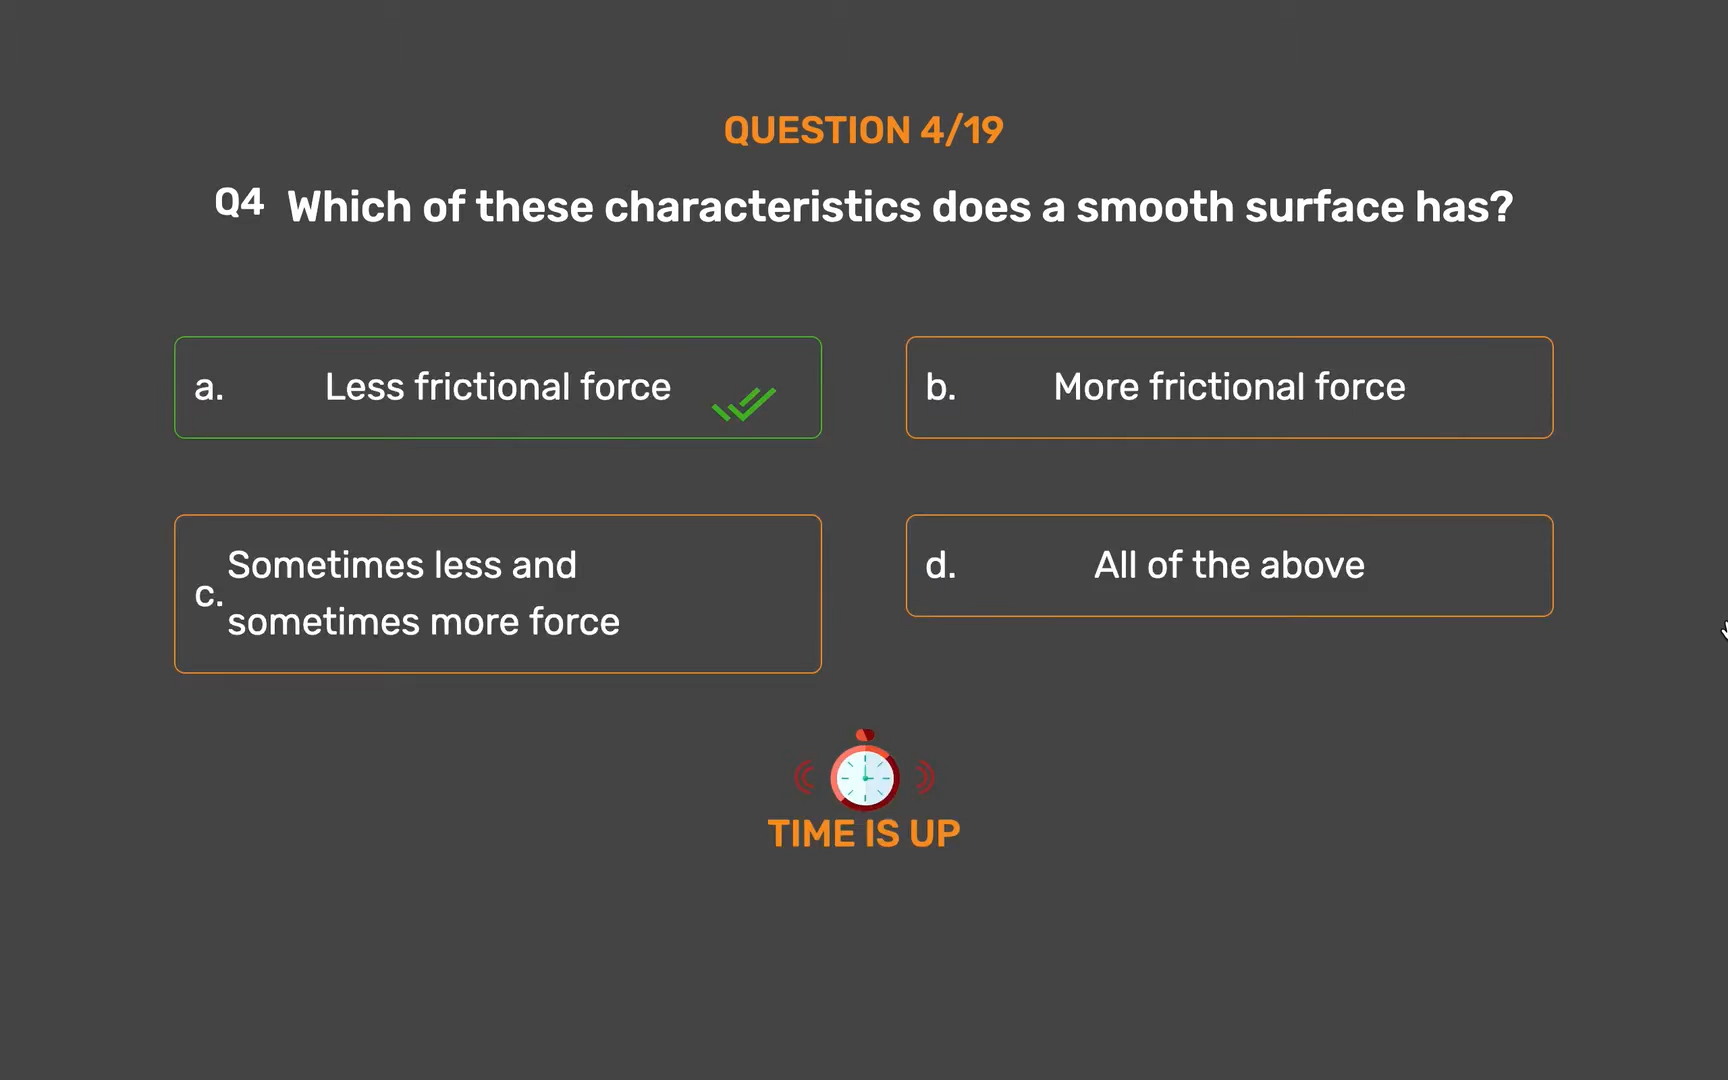 QUESTION 4/19
Q4 Which of these characteristics does a smooth surface has?
a. Less frictional force
b. More frictional force
c. Sometimes less and
sometimes more force
d. All of the above
TIME IS UP